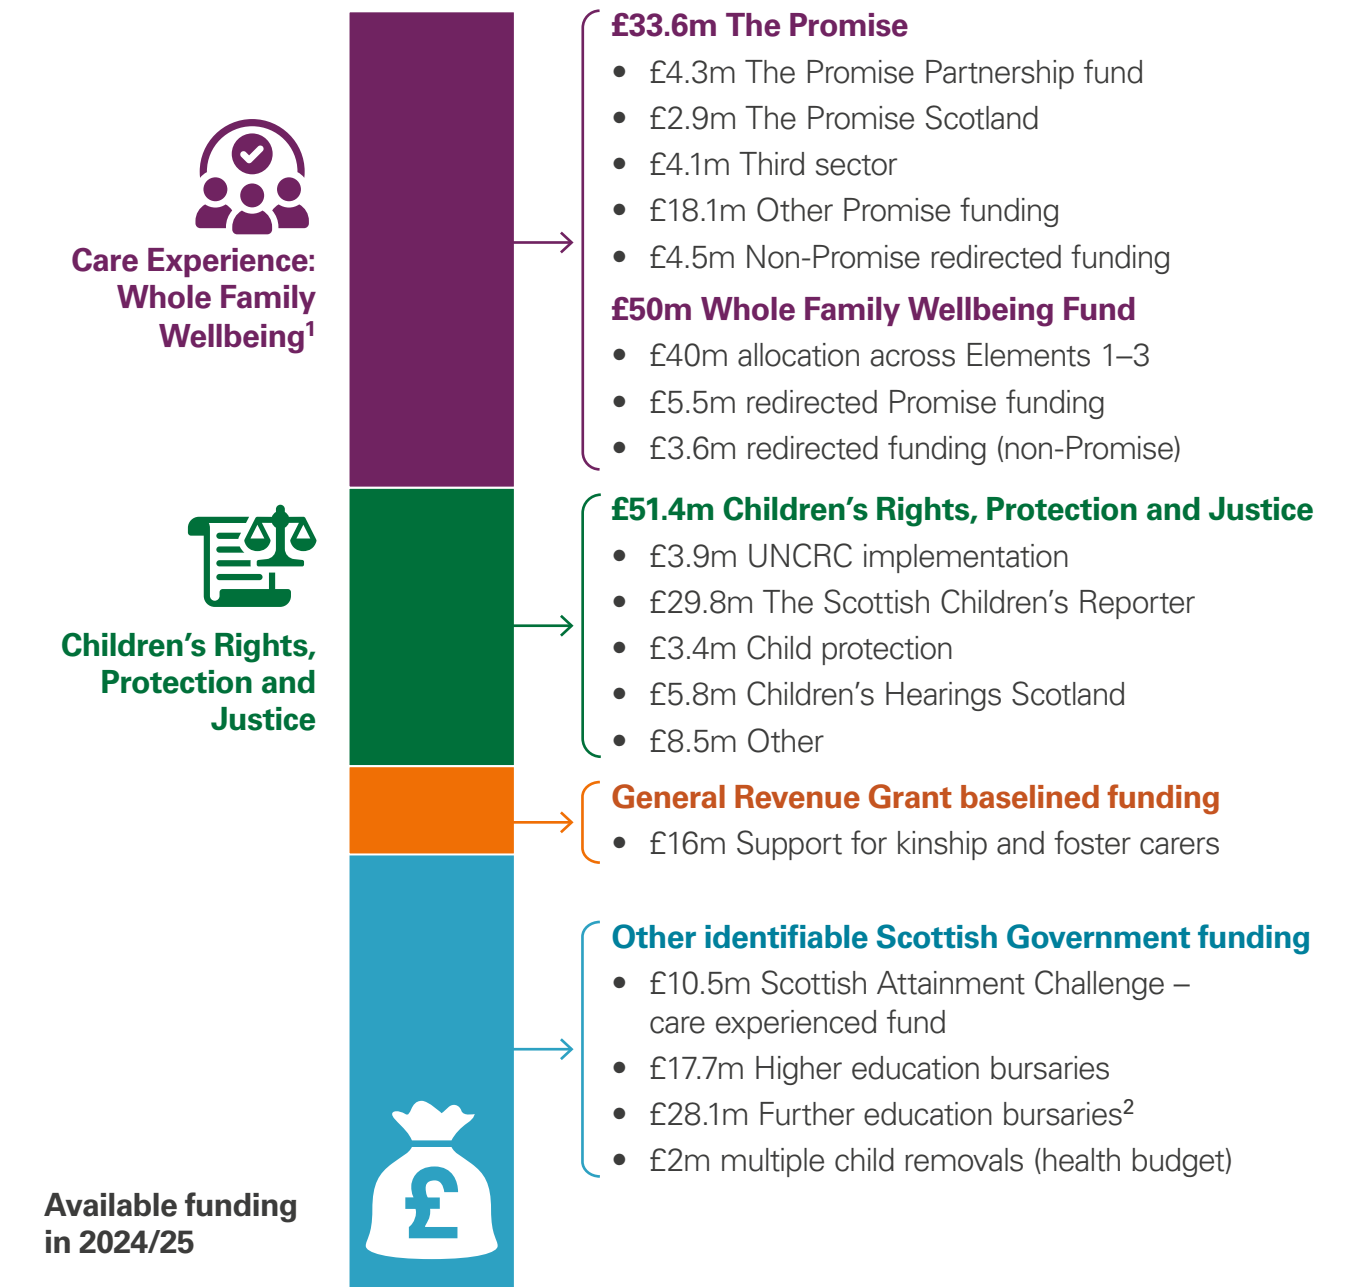 Care Experience:
Whole Family
Wellbeing¹
£33.6m The Promise
• £4.3m The Promise Partnership fund
• £2.9m The Promise Scotland
• £4.1m Third sector
• £18.1m Other Promise funding
• £4.5m Non-Promise redirected funding
£50m Whole Family Wellbeing Fund
• £40m allocation across Elements 1–3
• £5.5m redirected Promise funding
• £3.6m redirected funding (non-Promise)
Children’s Rights,
Protection and
Justice
£51.4m Children’s Rights, Protection and Justice
• £3.9m UNCRC implementation
• £29.8m The Scottish Children’s Reporter
• £3.4m Child protection
• £5.8m Children’s Hearings Scotland
• £8.5m Other
General Revenue Grant baselined funding
• £16m Support for kinship and foster carers
Other identifiable Scottish Government funding
• £10.5m Scottish Attainment Challenge –
care experienced fund
• £17.7m Higher education bursaries
• £28.1m Further education bursaries²
• £2m multiple child removals (health budget)
£
Available funding
in 2024/25